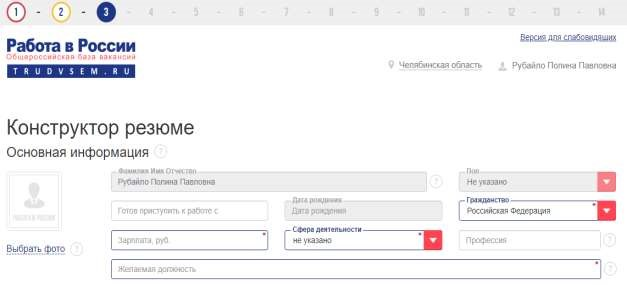 1 - 2 - 3 - 4 - 5 - 6 - 7 - 8 - 9 - 10 - 11 - 12 - 13 - 14
Версия для слабовидящих
Работа в России
Общероссийская база вакансий
TRUDVSEM.RU
Челябинская область Рубайло Полина Павловна
Конструктор резюме
Основная информация ?
Фамилия Имя Отчество
Рубайло Полина Павловна ?
Пол
Не указано
РАБОТА В РОССИИ
Готов приступить к работе с
Дата рождения
Дата рождения
Гражданство
Российская Федерация *
Выбрать фото ?
Зарплата, руб. *
Сфера деятельности
не указано *
Профессия ?
Желаемая должность * ?